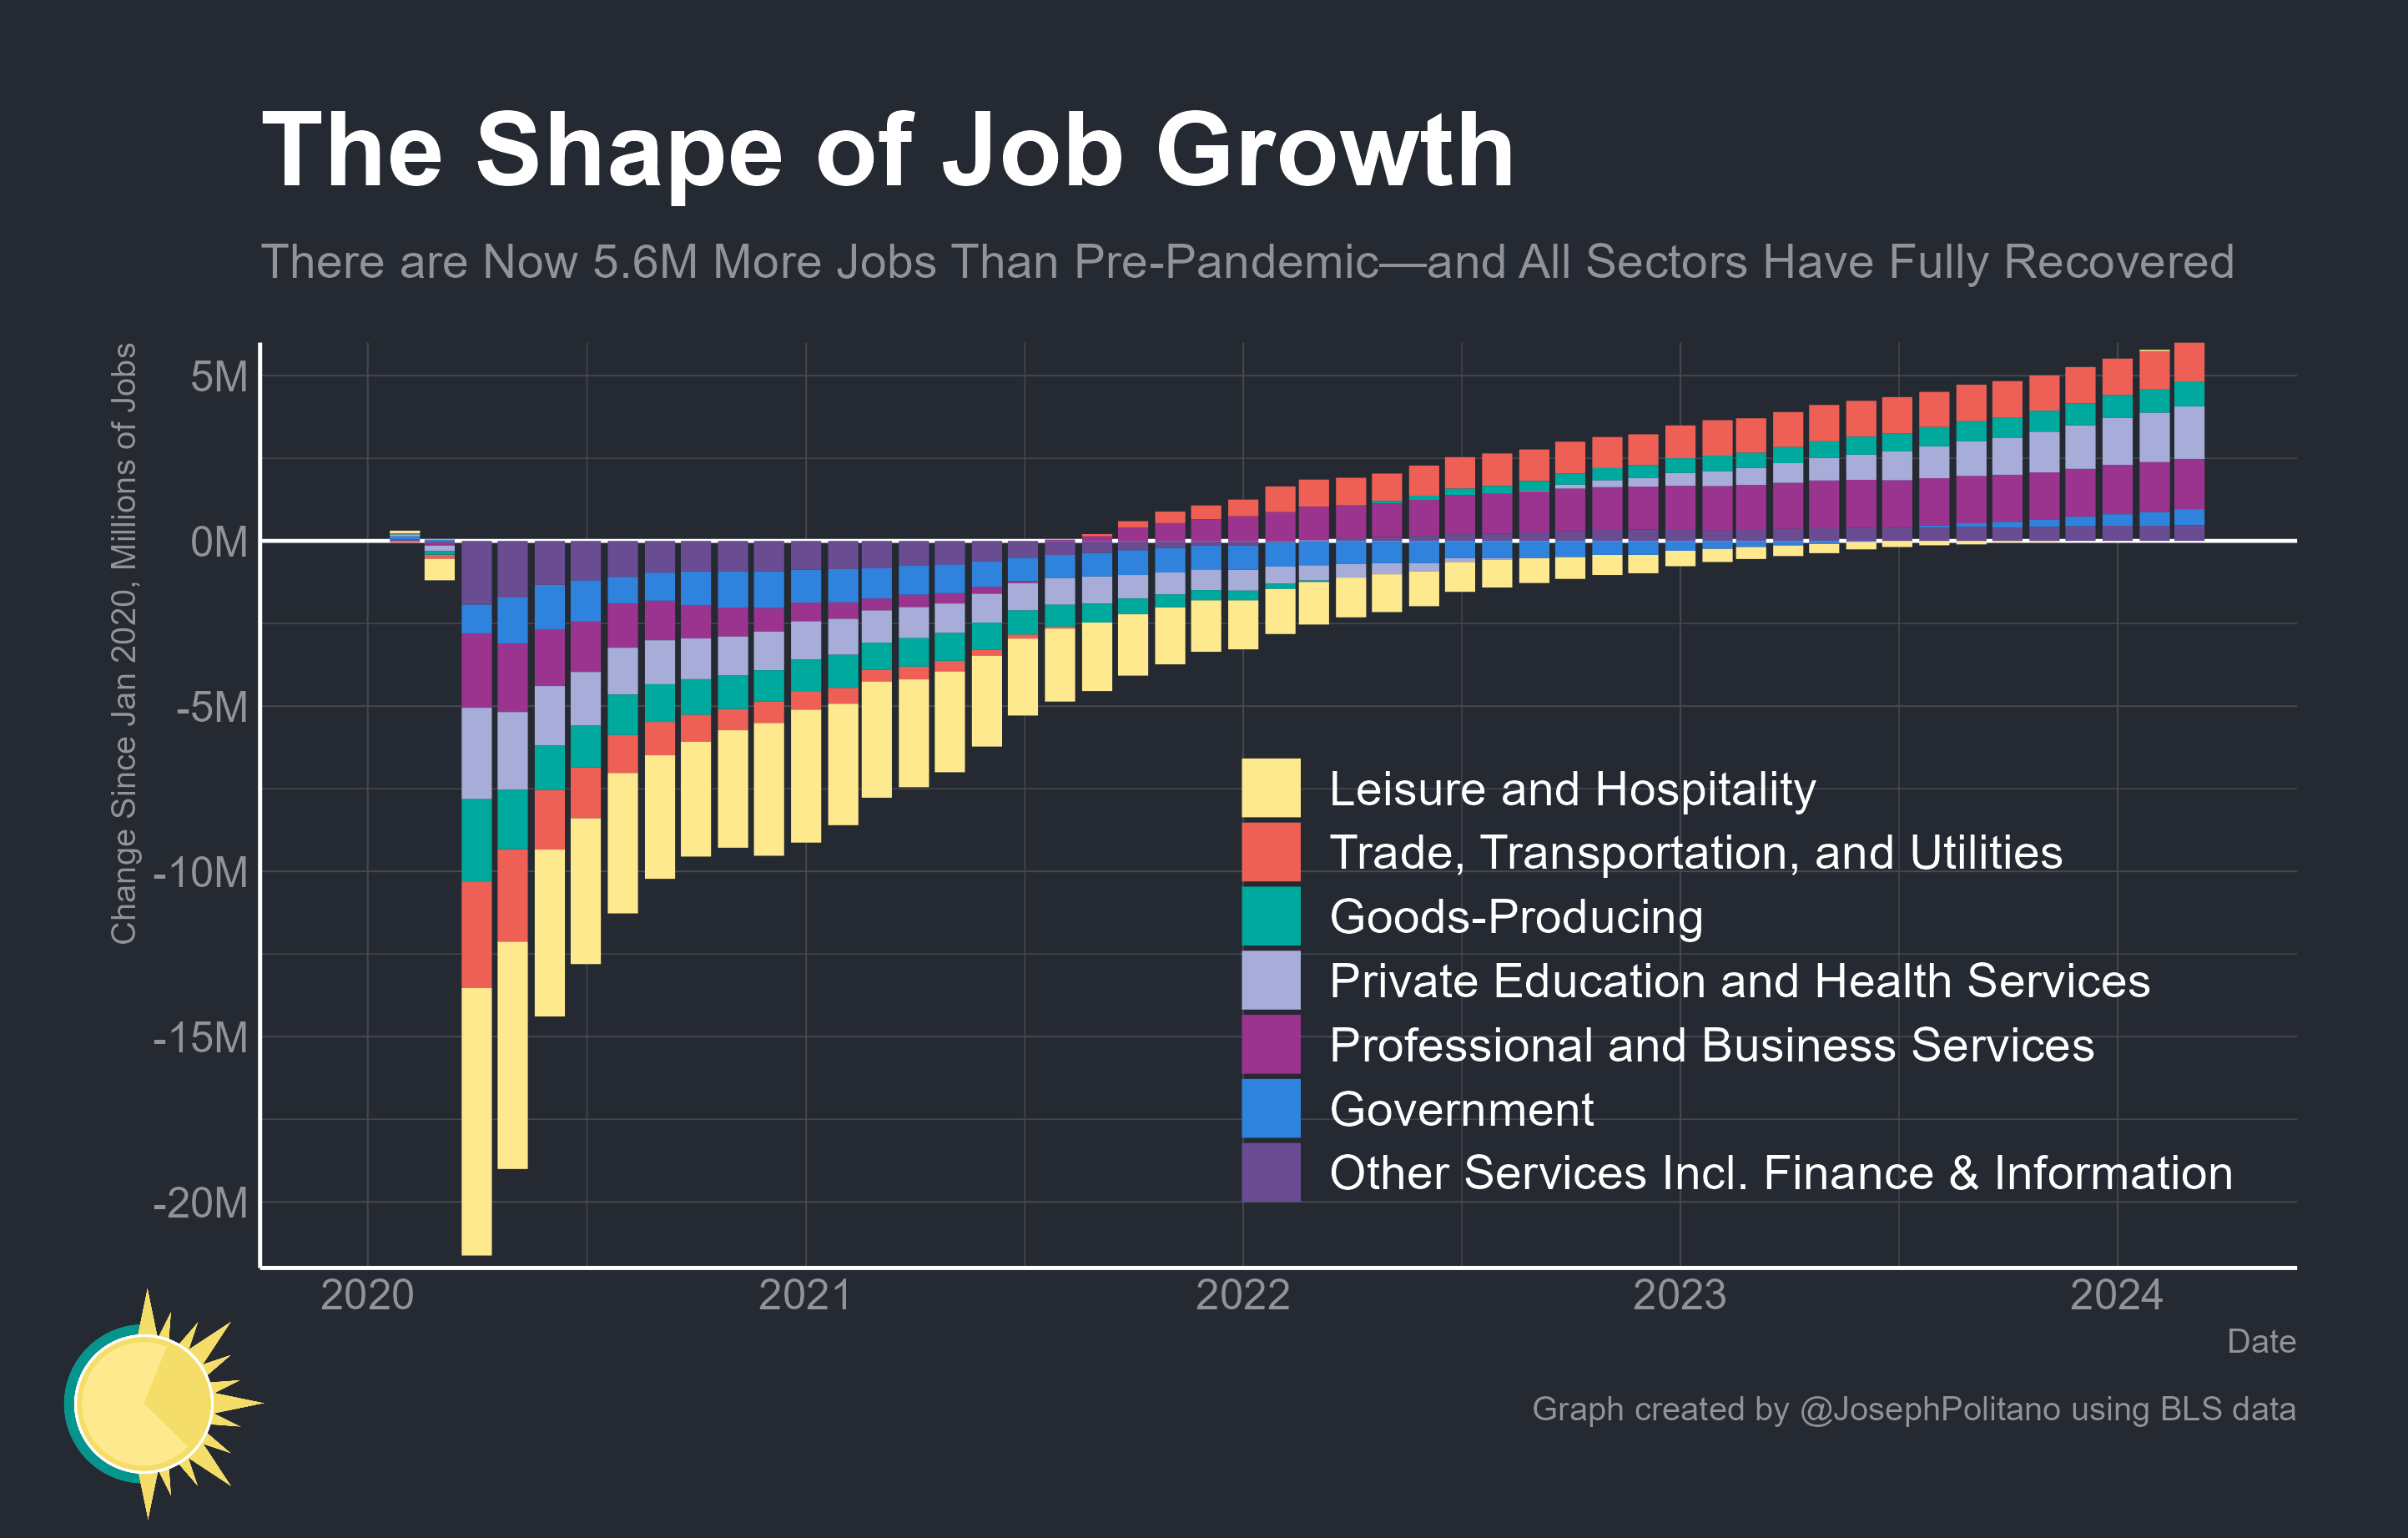 The Shape of Job Growth
There are Now 5.6M More Jobs Than Pre-Pandemic—and All Sectors Have Fully Recovered
Change Since Jan 2020, Millions of Jobs
5M
0M
-5M
-10M
-15M
-20M
Leisure and Hospitality
Trade, Transportation, and Utilities
Goods-Producing
Private Education and Health Services
Professional and Business Services
Government
Other Services Incl. Finance & Information
2020
2021
2022
2023
2024
Date
Graph created by @JosephPolitano using BLS data